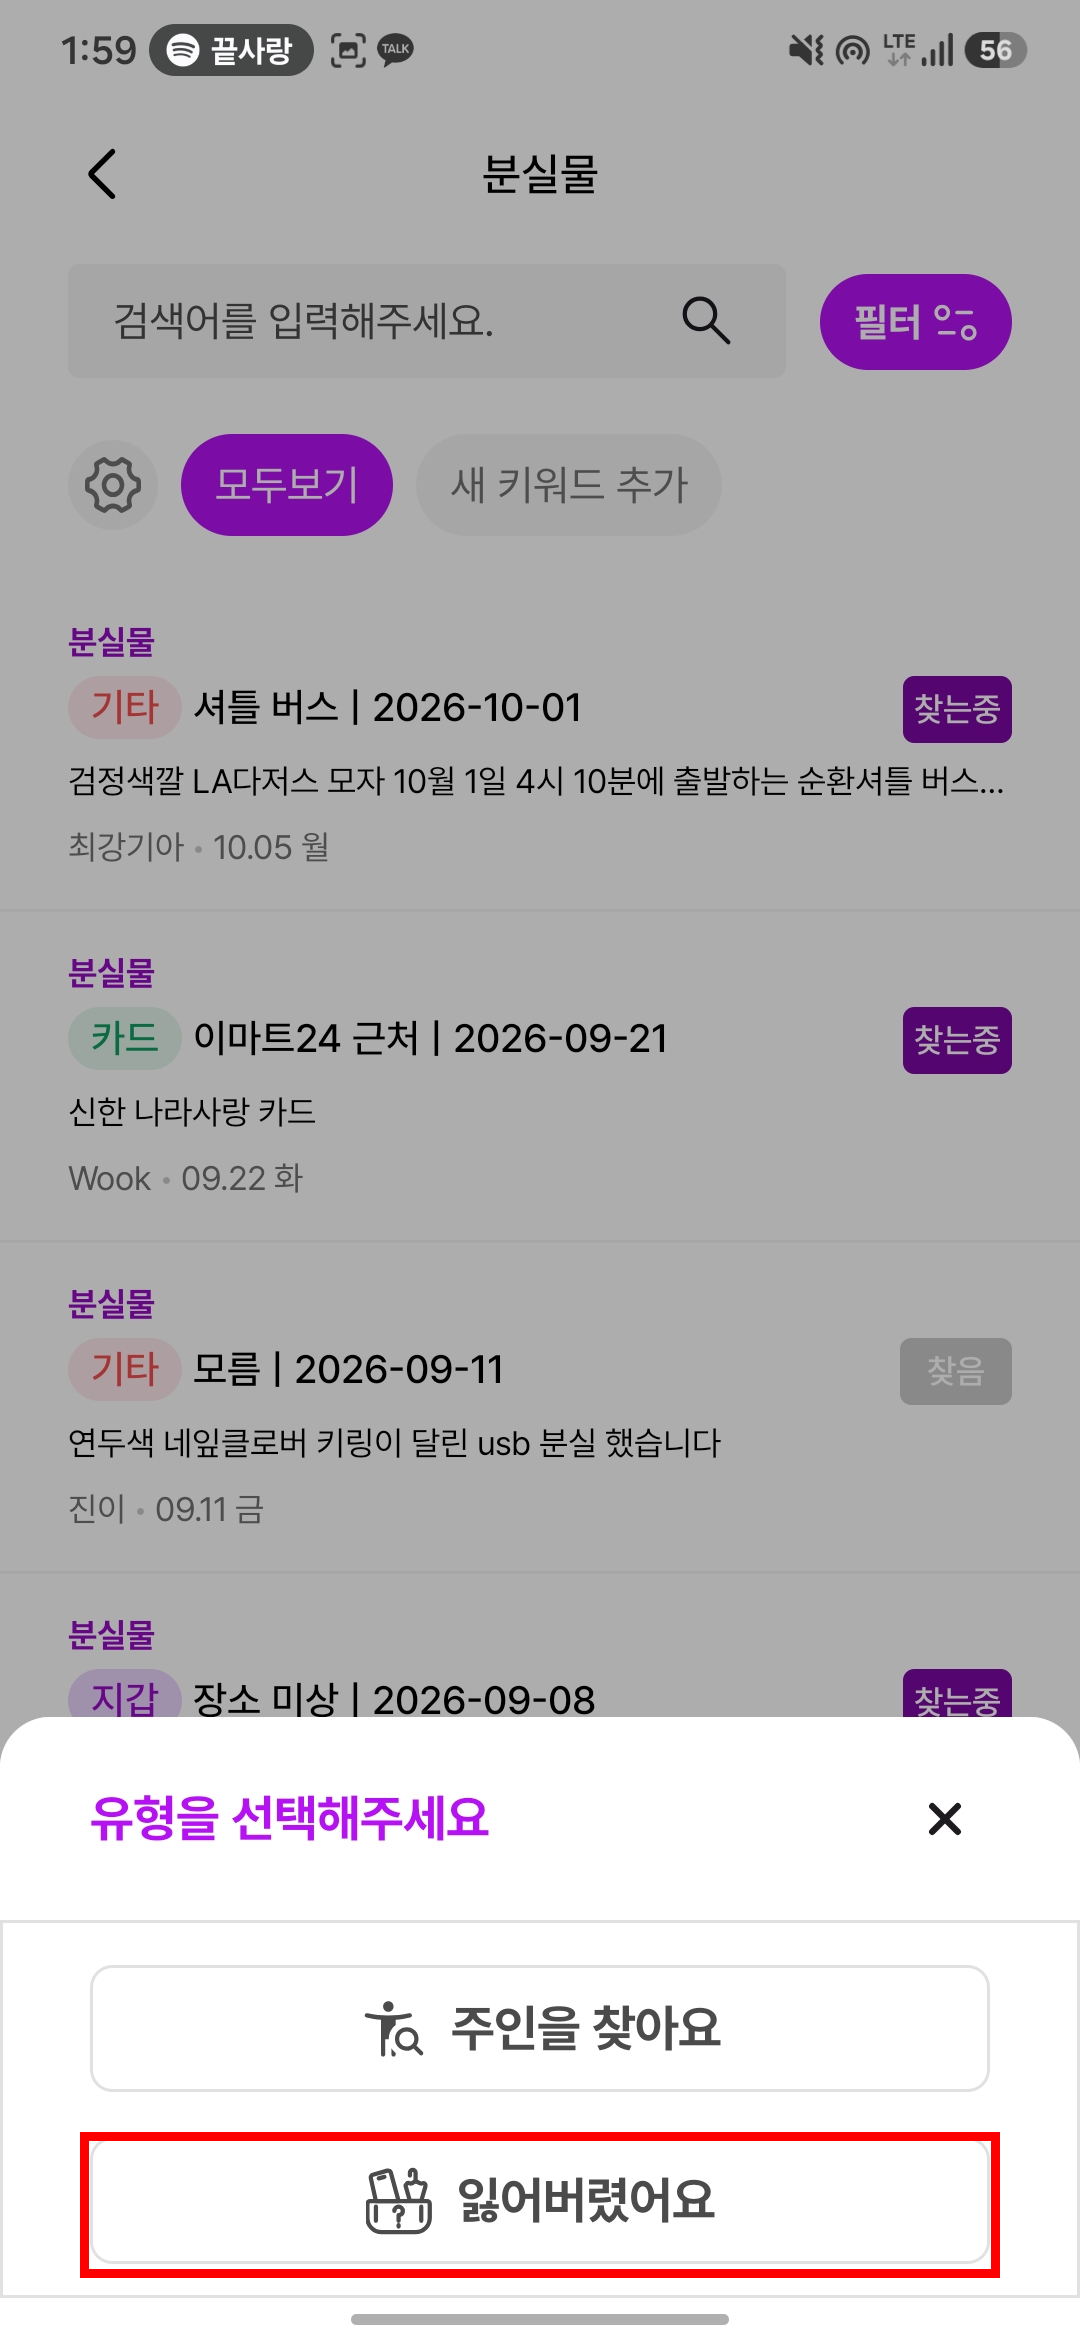 1:59 끝사랑 TALK LTE 56
분실물
검색어를 입력해주세요. 필터
모두보기 새 키워드 추가
분실물
기타 셔틀 버스 | 2026-10-01 찾는중
검정색깔 LA다저스 모자 10월 1일 4시 10분에 출발하는 순환셔틀 버스...
최강기아 • 10.05 월
분실물
카드 이마트24 근처 | 2026-09-21 찾는중
신한 나라사랑 카드
Wook • 09.22 화
분실물
기타 모름 | 2026-09-11 찾음
연두색 네잎클로버 키링이 달린 usb 분실 했습니다
진이 • 09.11 금
분실물
지갑 장소 미상 | 2026-09-08 찾는중
유형을 선택해주세요
주인을 찾아요
잃어버렸어요